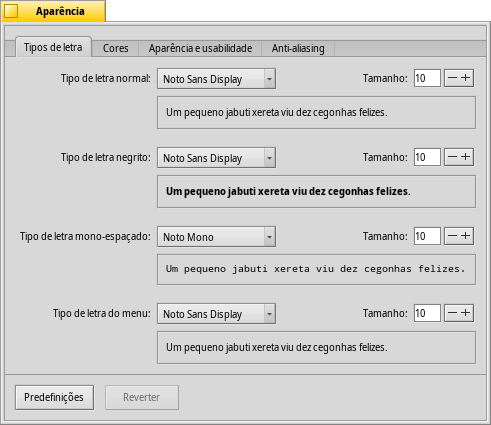 Aparência
Tipos de letra Cores Aparência e usabilidade Anti-aliasing
Tipo de letra normal: Noto Sans Display Tamanho: 10
Um pequeno jabuti xereta viu dez cegonhas felizes.
Tipo de letra negrito: Noto Sans Display Tamanho: 10
Um pequeno jabuti xereta viu dez cegonhas felizes.
Tipo de letra mono-espaçado: Noto Mono Tamanho: 10
Um pequeno jabuti xereta viu dez cegonhas felizes.
Tipo de letra do menu: Noto Sans Display Tamanho: 10
Um pequeno jabuti xereta viu dez cegonhas felizes.
Predefinições Reverter